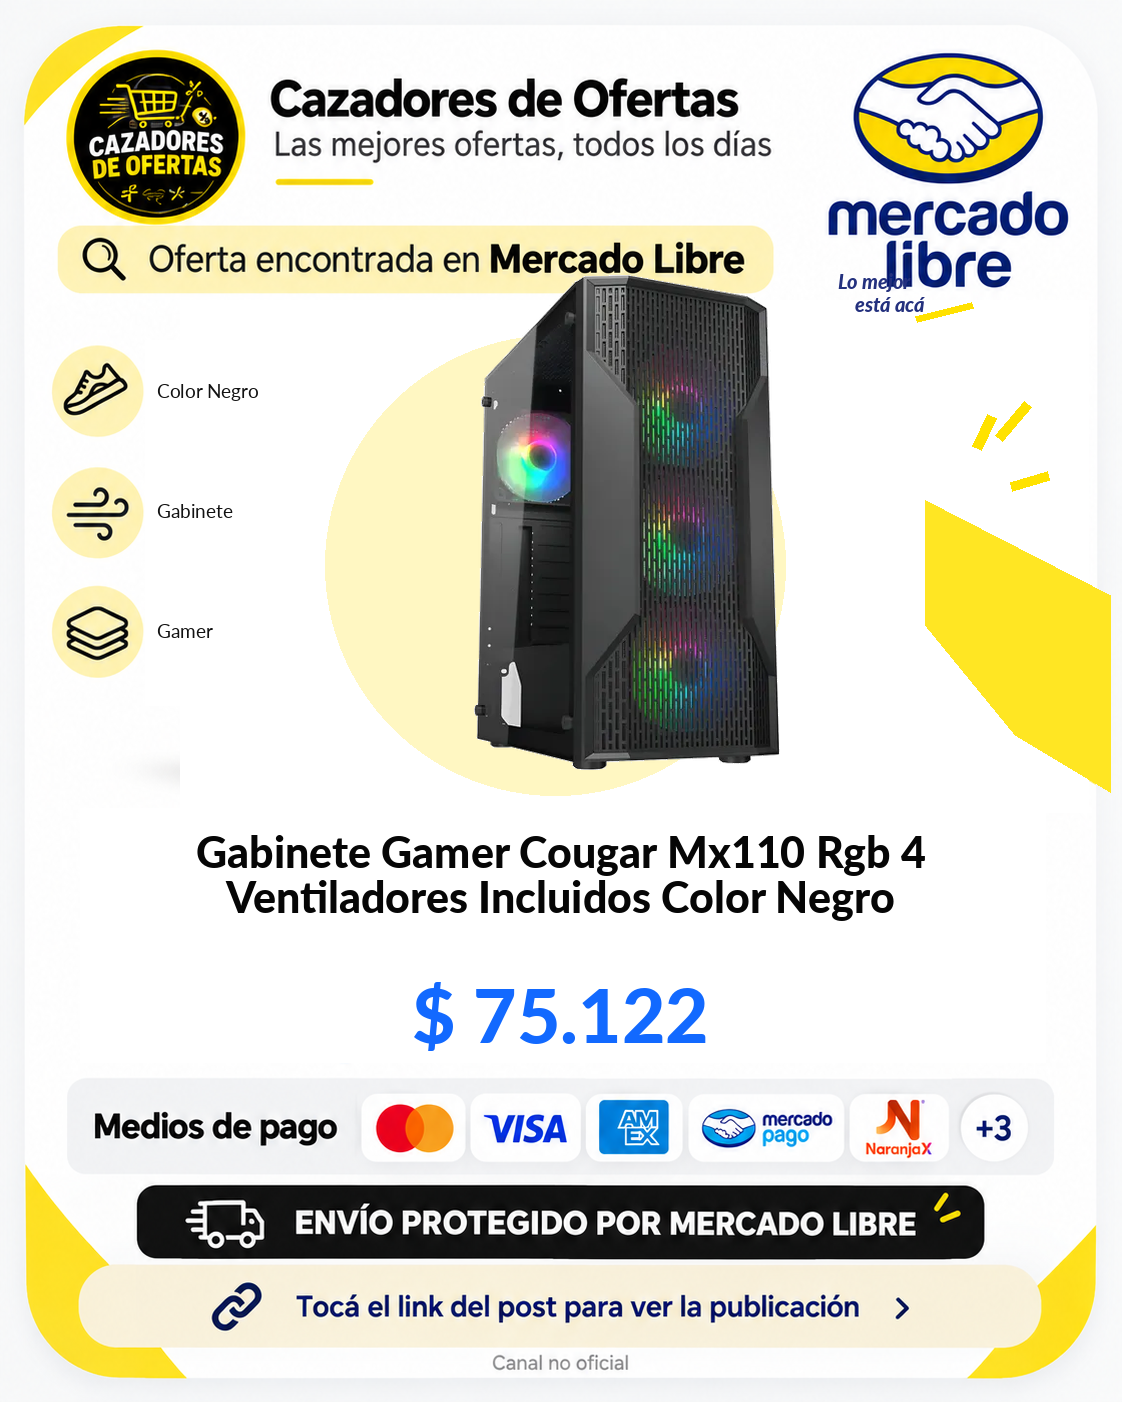 CAZADORES
DE OFERTAS
Cazadores de Ofertas
Las mejores ofertas, todos los días
mercado
libre
Lo mejor
está acá
Oferta encontrada en Mercado Libre
Color Negro
Gabinete
Gamer
Gabinete Gamer Cougar Mx110 Rgb 4
Ventiladores Incluidos Color Negro
$ 75.122
Medios de pago
VISA
AM
EX
mercado
pago
NaranjaX
+3
ENVÍO PROTEGIDO POR MERCADO LIBRE
Tocá el link del post para ver la publicación
Canal no oficial